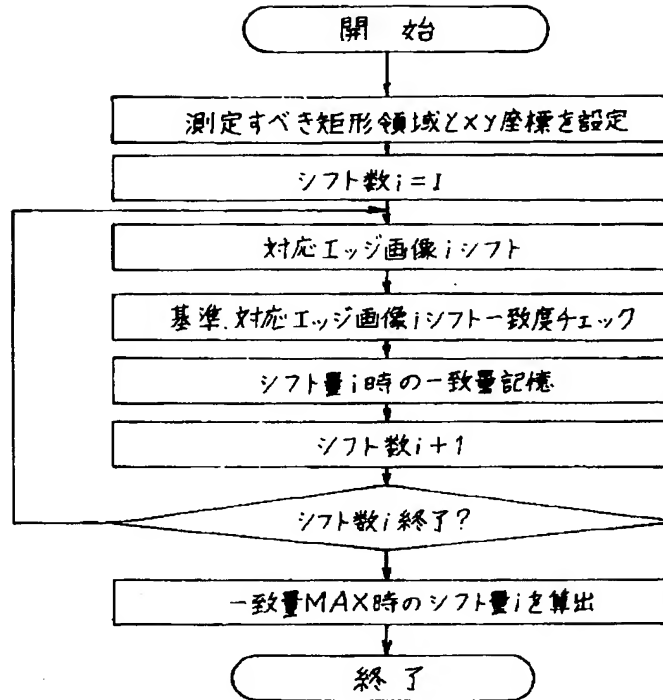 開始
測定すべき矩形領域とXY座標を設定
シフト数i=1
対応エッジ画像iシフト
基準、対応エッジ画像iシフト一致度チェック
シフト量i時の一致量記憶
シフト数i+1
シフト数i終了?
一致量MAX時のシフト量iを算出
終了